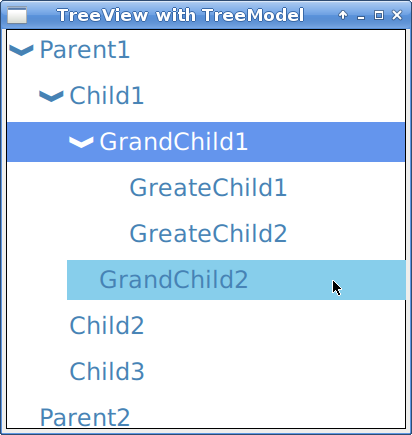 TreeView with TreeModel
Parent1
Child1
GrandChild1
GreateChild1
GreateChild2
GrandChild2
Child2
Child3
Parent2